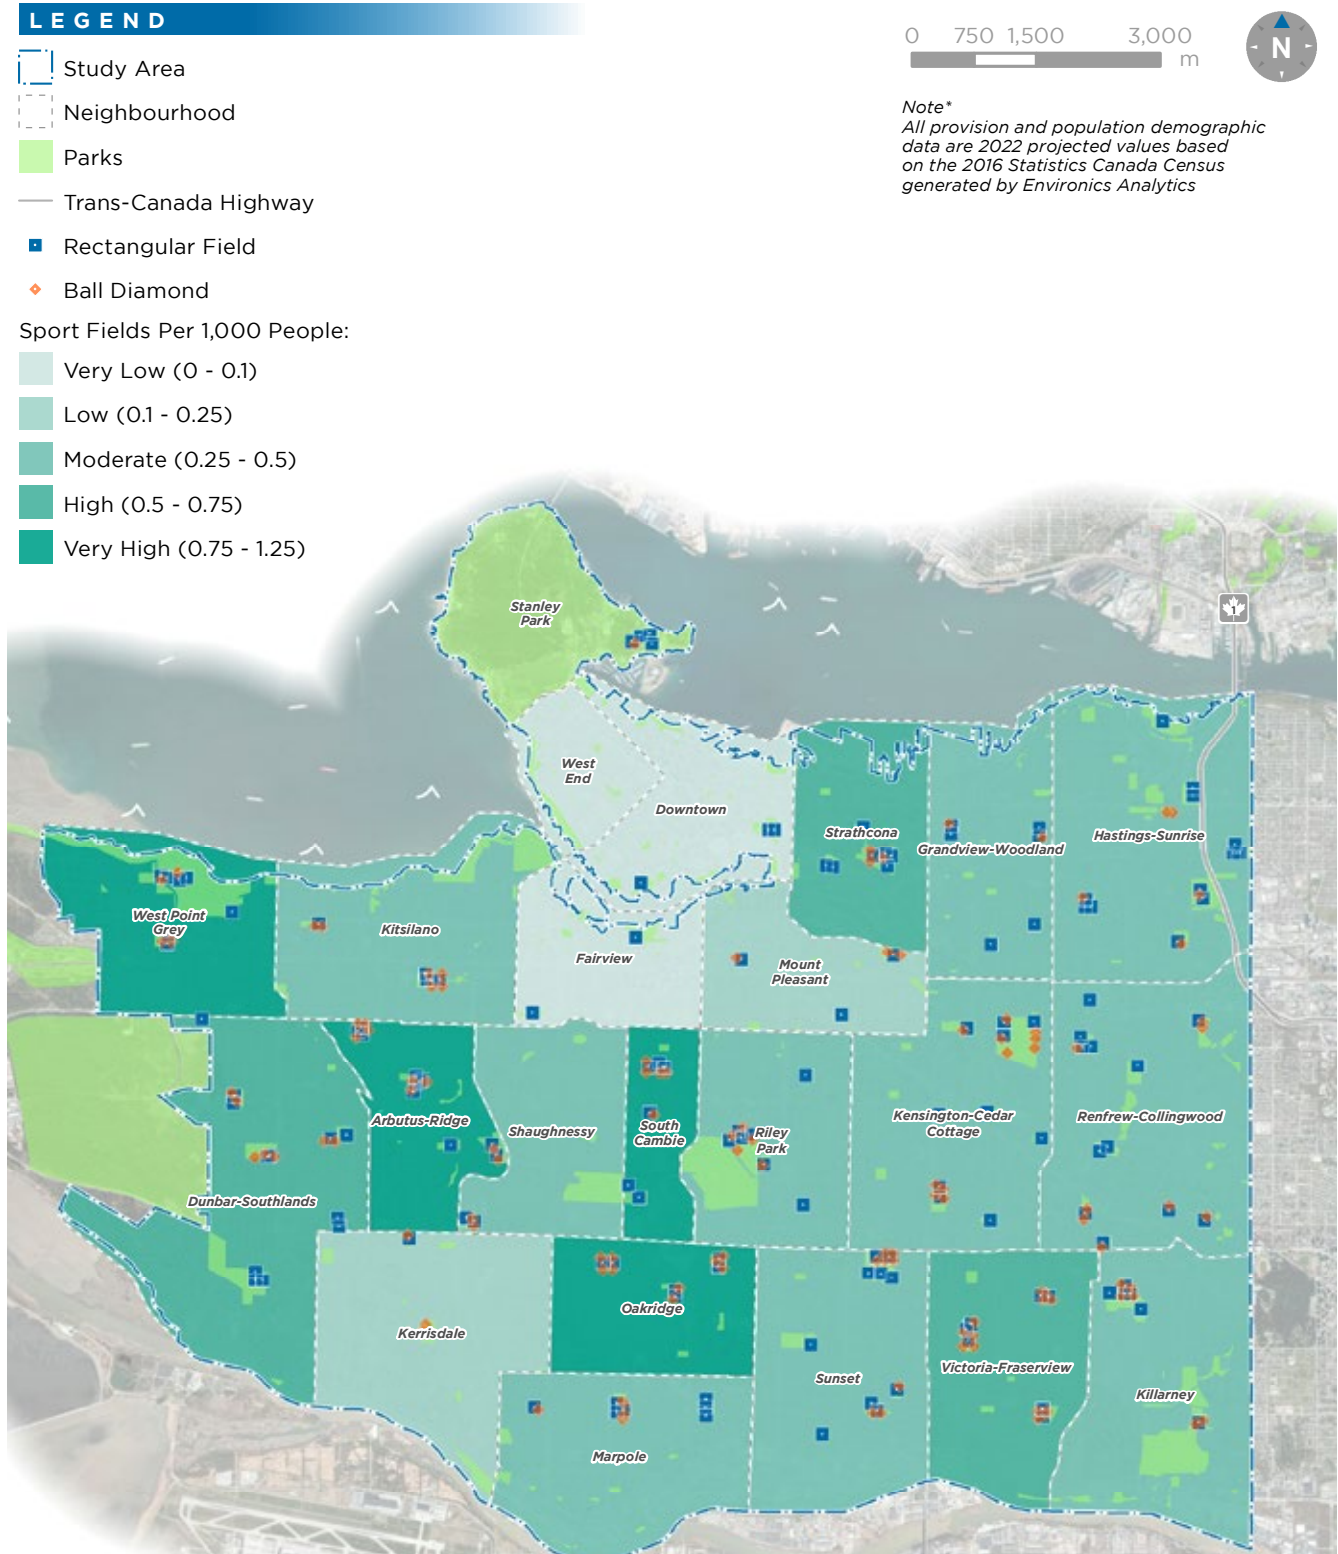 LEGEND
Study Area
Neighbourhood
Parks
Trans-Canada Highway
Rectangular Field
Ball Diamond
Sport Fields Per 1,000 People:
Very Low (0 - 0.1)
Low (0.1 - 0.25)
Moderate (0.25 - 0.5)
High (0.5 - 0.75)
Very High (0.75 - 1.25)
0 750 1,500 3,000
m
N
Note*
All provision and population demographic
data are 2022 projected values based
on the 2016 Statistics Canada Census
generated by Environics Analytics
1
Stanley
Park
West
End
Downtown
Strathcona
Grandview-Woodland
Hastings-Sunrise
West Point
Grey
Kitsilano
Fairview
Mount
Pleasant
Arbutus-Ridge
Shaughnessy
South
Cambie
Riley
Park
Kensington-Cedar
Cottage
Renfrew-Collingwood
Dunbar-Southlands
Kerrisdale
Oakridge
Sunset
Victoria-Fraserview
Killarney
Marpole